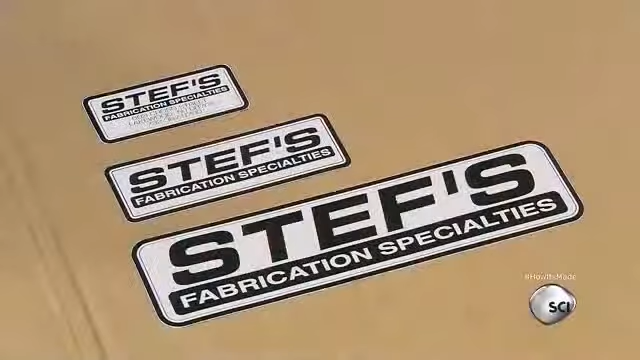 STEF'S
FABRICATION SPECIALTIES
STEF'S
FABRICATION SPECIALTIES
STEF'S
FABRICATION SPECIALTIES
#HowItsMade
SCI